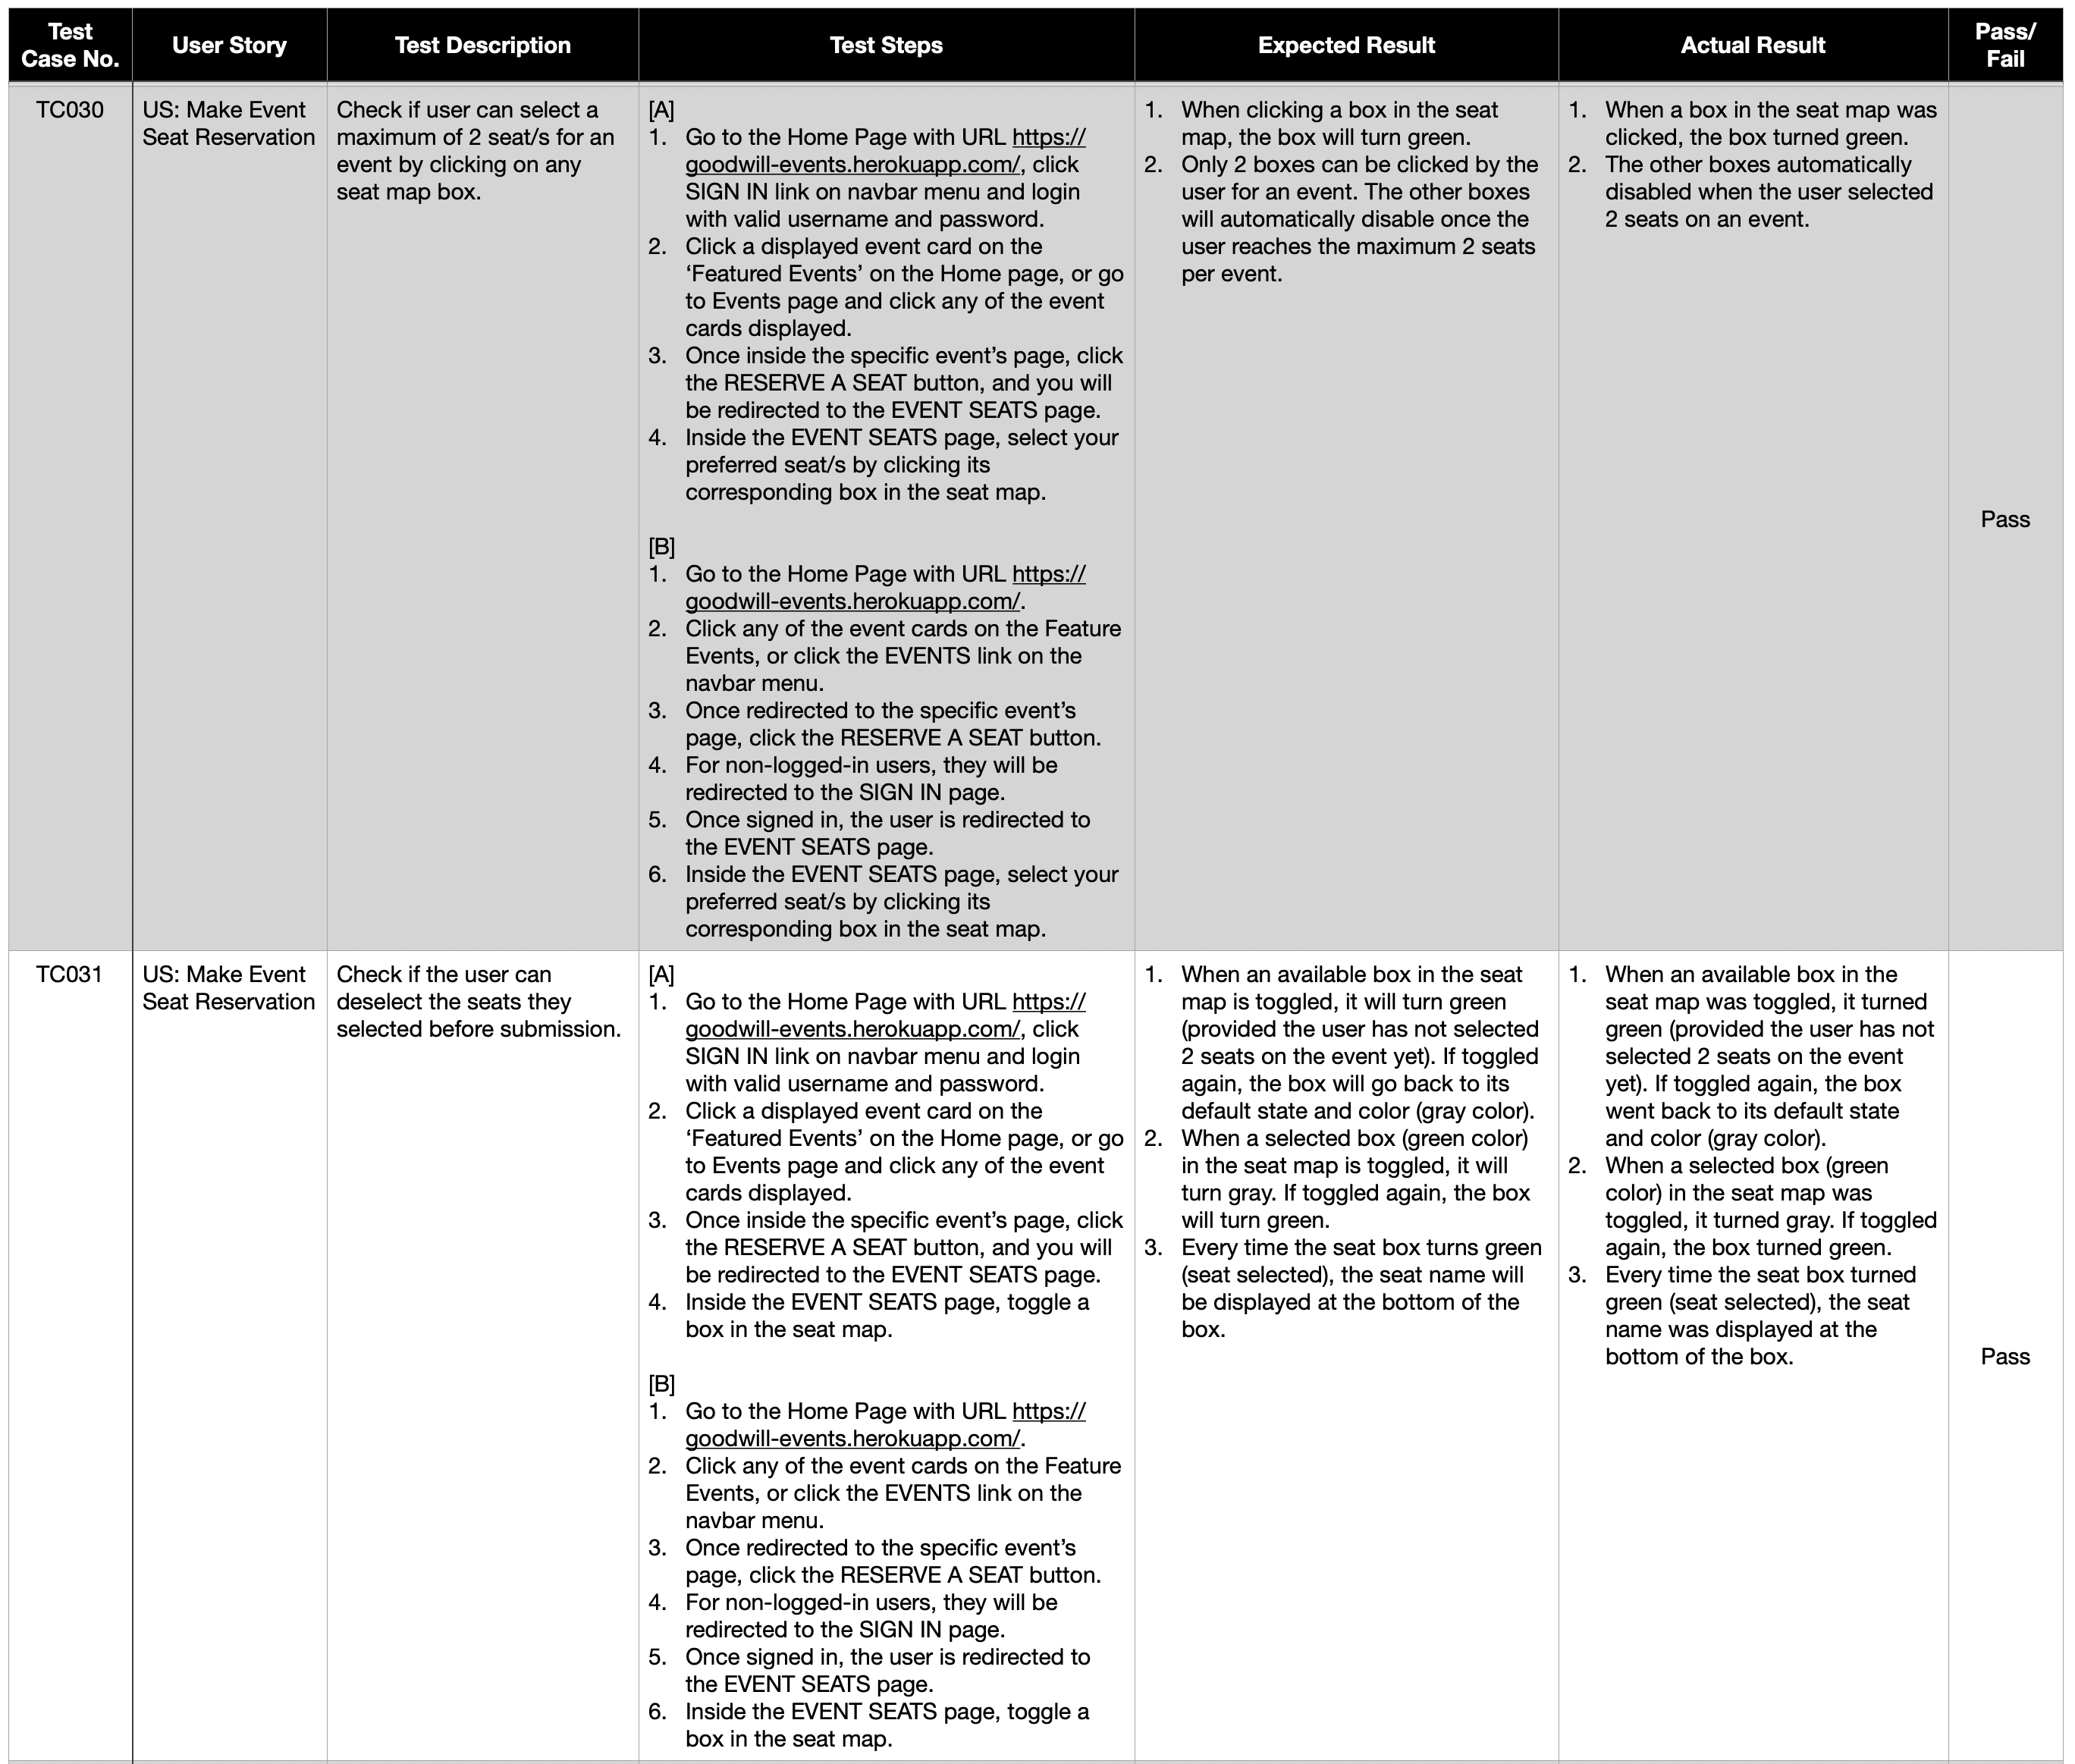 Test
Case No.
User Story
Test Description
Test Steps
Expected Result
Actual Result
Pass/
Fail
TC030
US: Make Event
Seat Reservation
Check if user can select a
maximum of 2 seat/s for an
event by clicking on any
seat map box.
[A]
1. Go to the Home Page with URL https://
goodwill-events.herokuapp.com/, click
SIGN IN link on navbar menu and login
with valid username and password.
2. Click a displayed event card on the
‘Featured Events’ on the Home page, or go
to Events page and click any of the event
cards displayed.
3. Once inside the specific event’s page, click
the RESERVE A SEAT button, and you will
be redirected to the EVENT SEATS page.
4. Inside the EVENT SEATS page, select your
preferred seat/s by clicking its
corresponding box in the seat map.
[B]
1. Go to the Home Page with URL https://
goodwill-events.herokuapp.com/.
2. Click any of the event cards on the Feature
Events, or click the EVENTS link on the
navbar menu.
3. Once redirected to the specific event’s
page, click the RESERVE A SEAT button.
4. For non-logged-in users, they will be
redirected to the SIGN IN page.
5. Once signed in, the user is redirected to
the EVENT SEATS page.
6. Inside the EVENT SEATS page, select your
preferred seat/s by clicking its
corresponding box in the seat map.
1. When clicking a box in the seat
map, the box will turn green.
2. Only 2 boxes can be clicked by the
user for an event. The other boxes
will automatically disable once the
user reaches the maximum 2 seats
per event.
1. When a box in the seat map was
clicked, the box turned green.
2. The other boxes automatically
disabled when the user selected
2 seats on an event.
Pass
TC031
US: Make Event
Seat Reservation
Check if the user can
deselect the seats they
selected before submission.
[A]
1. Go to the Home Page with URL https://
goodwill-events.herokuapp.com/, click
SIGN IN link on navbar menu and login
with valid username and password.
2. Click a displayed event card on the
‘Featured Events’ on the Home page, or go
to Events page and click any of the event
cards displayed.
3. Once inside the specific event’s page, click
the RESERVE A SEAT button, and you will
be redirected to the EVENT SEATS page.
4. Inside the EVENT SEATS page, toggle a
box in the seat map.
[B]
1. Go to the Home Page with URL https://
goodwill-events.herokuapp.com/.
2. Click any of the event cards on the Feature
Events, or click the EVENTS link on the
navbar menu.
3. Once redirected to the specific event’s
page, click the RESERVE A SEAT button.
4. For non-logged-in users, they will be
redirected to the SIGN IN page.
5. Once signed in, the user is redirected to
the EVENT SEATS page.
6. Inside the EVENT SEATS page, toggle a
box in the seat map.
1. When an available box in the seat
map is toggled, it will turn green
(provided the user has not selected
2 seats on the event yet). If toggled
again, the box will go back to its
default state and color (gray color).
2. When a selected box (green color)
in the seat map is toggled, it will
turn gray. If toggled again, the box
will turn green.
3. Every time the seat box turns green
(seat selected), the seat name will
be displayed at the bottom of the
box.
1. When an available box in the
seat map was toggled, it turned
green (provided the user has not
selected 2 seats on the event
yet). If toggled again, the box
went back to its default state
and color (gray color).
2. When a selected box (green
color) in the seat map was
toggled, it turned gray. If toggled
again, the box turned green.
3. Every time the seat box turned
green (seat selected), the seat
name was displayed at the
bottom of the box.
Pass